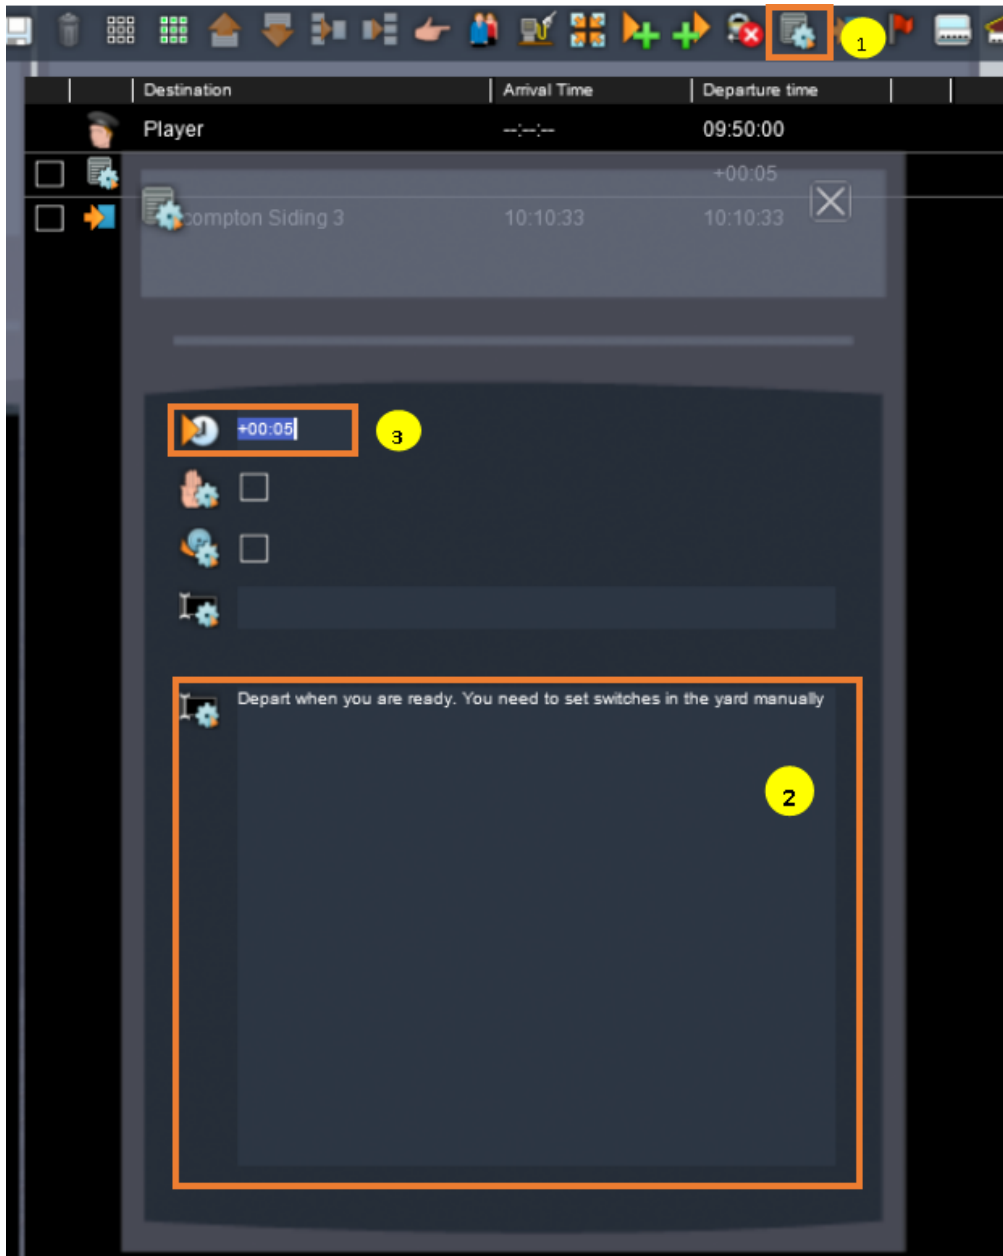 1
Destination Arrival Time Departure time
Player --:--:-- 09:50:00
+00:05
compton Siding 3 10:10:33 10:10:33
+00:05
3
Depart when you are ready. You need to set switches in the yard manually
2